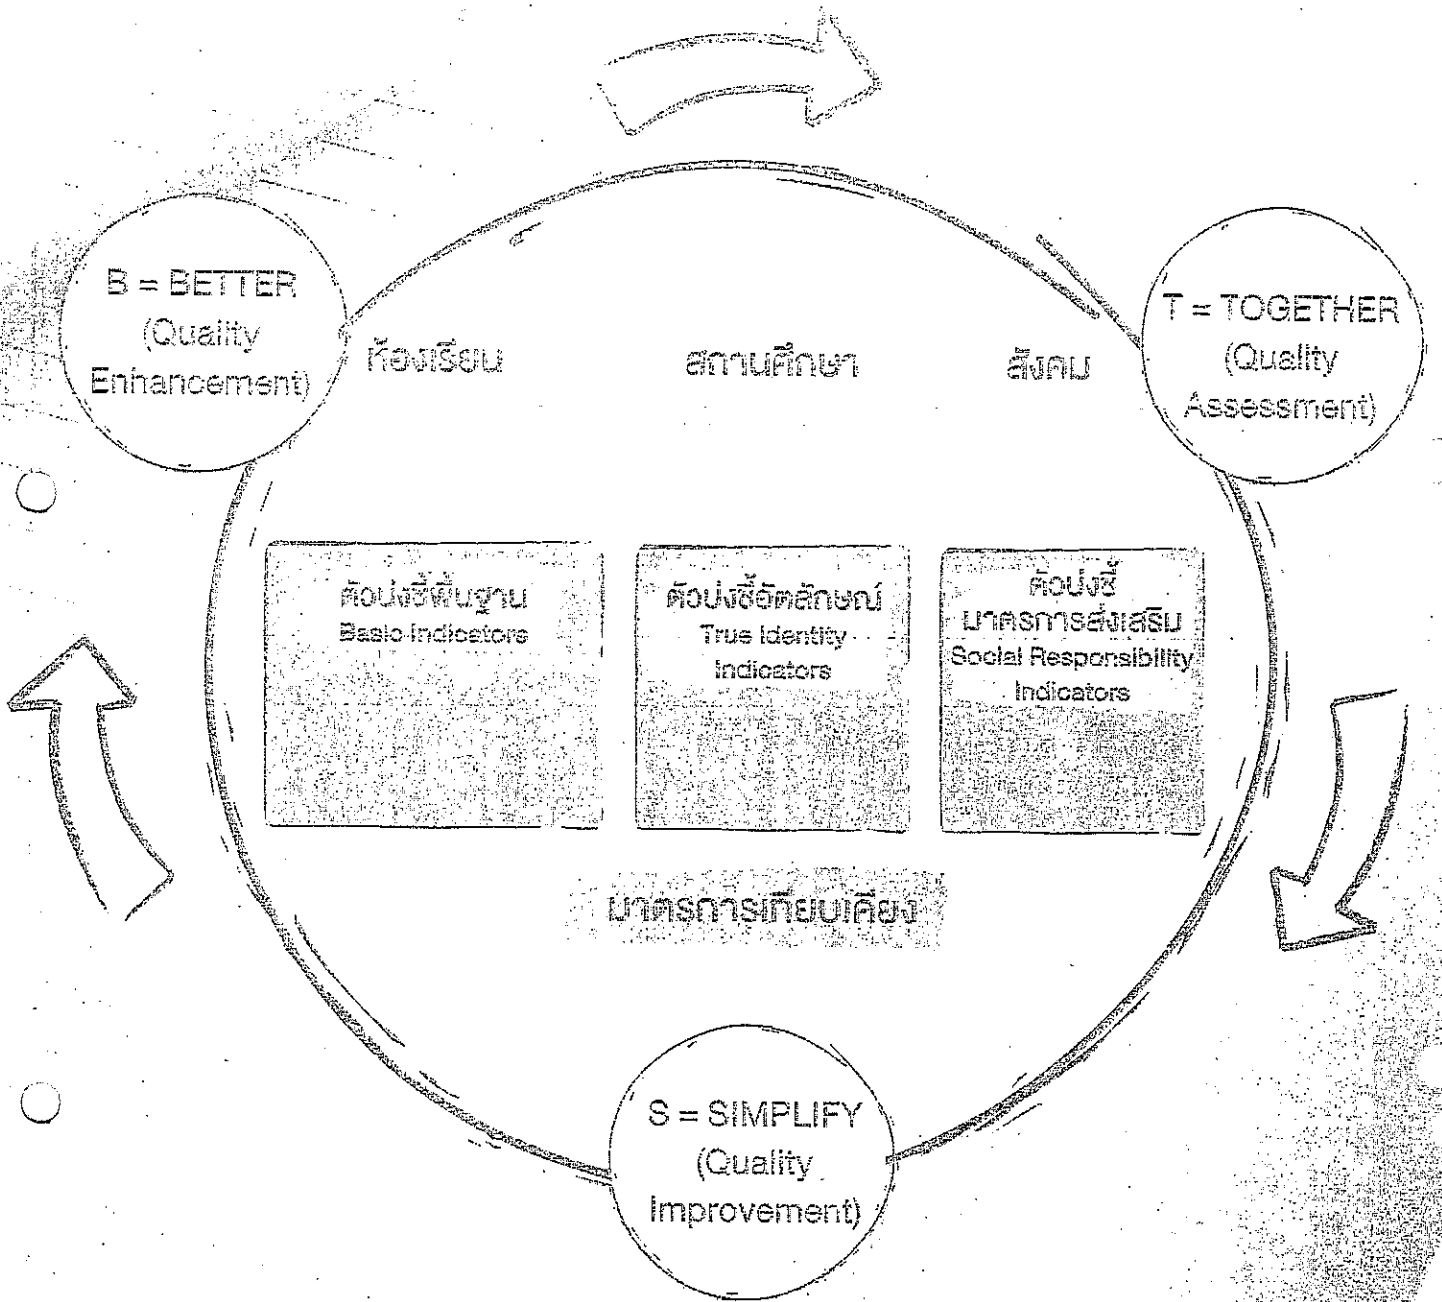 B = BETTER
(Quality
Enhancement)
T = TOGETHER
(Quality
Assessment)
ห้องเรียน
สถานศึกษา
สังคม
ตัวบ่งชี้พื้นฐาน
Basic Indicators
ตัวบ่งชี้อัตลักษณ์
True Identity
Indicators
ตัวบ่งชี้
มาตรการส่งเสริม
Social Responsibility
Indicators
มาตรการเทียบเคียง
S = SIMPLIFY
(Quality
Improvement)